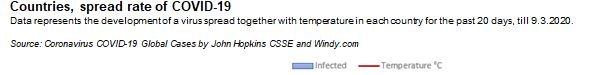 Countries, spread rate of COVID-19
Data represents the development of a virus spread together with temperature in each country for the past 20 days, till 9.3.2020.
Source: Coronavirus COVID-19 Global Cases by John Hopkins CSSE and Windy.com
Infected Temperature °C